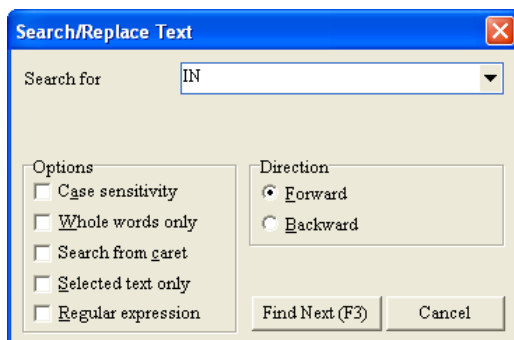 Search/Replace Text
Search for IN
Options
Case sensitivity
Whole words only
Search from caret
Selected text only
Regular expression
Direction
Forward
Backward
Find Next (F3) Cancel